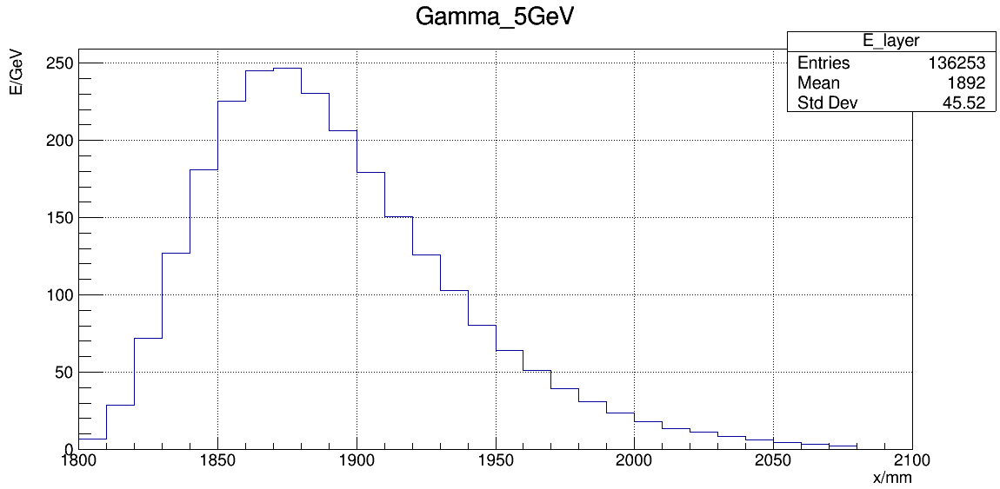 Gamma_5GeV
E_layer
Entries 136253
Mean 1892
Std Dev 45.52
E/GeV
250
200
150
100
50
0
1800 1850 1900 1950 2000 2050 2100
x/mm